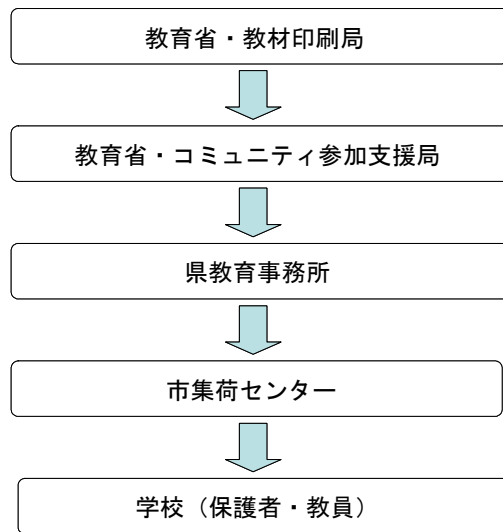 教育省・教材印刷局
教育省・コミュニティ参加支援局
県教育事務所
市集荷センター
学校（保護者・教員）